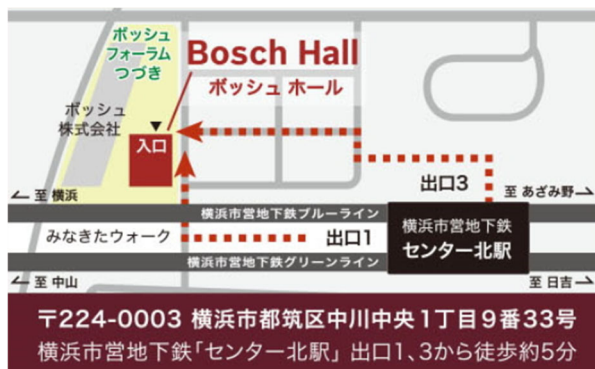 ボッシュ
フォーラム
つづき
Bosch Hall
ボッシュ ホール
ボッシュ
株式会社
入口
出口3
至 横浜
至 あざみ野
横浜市営地下鉄ブルーライン
横浜市営地下鉄
センター北駅
みなきたウォーク
出口1
横浜市営地下鉄グリーンライン
至 中山
至 日吉
〒224-0003 横浜市都筑区中川中央1丁目9番33号
横浜市営地下鉄「センター北駅」出口1、3から徒歩約5分